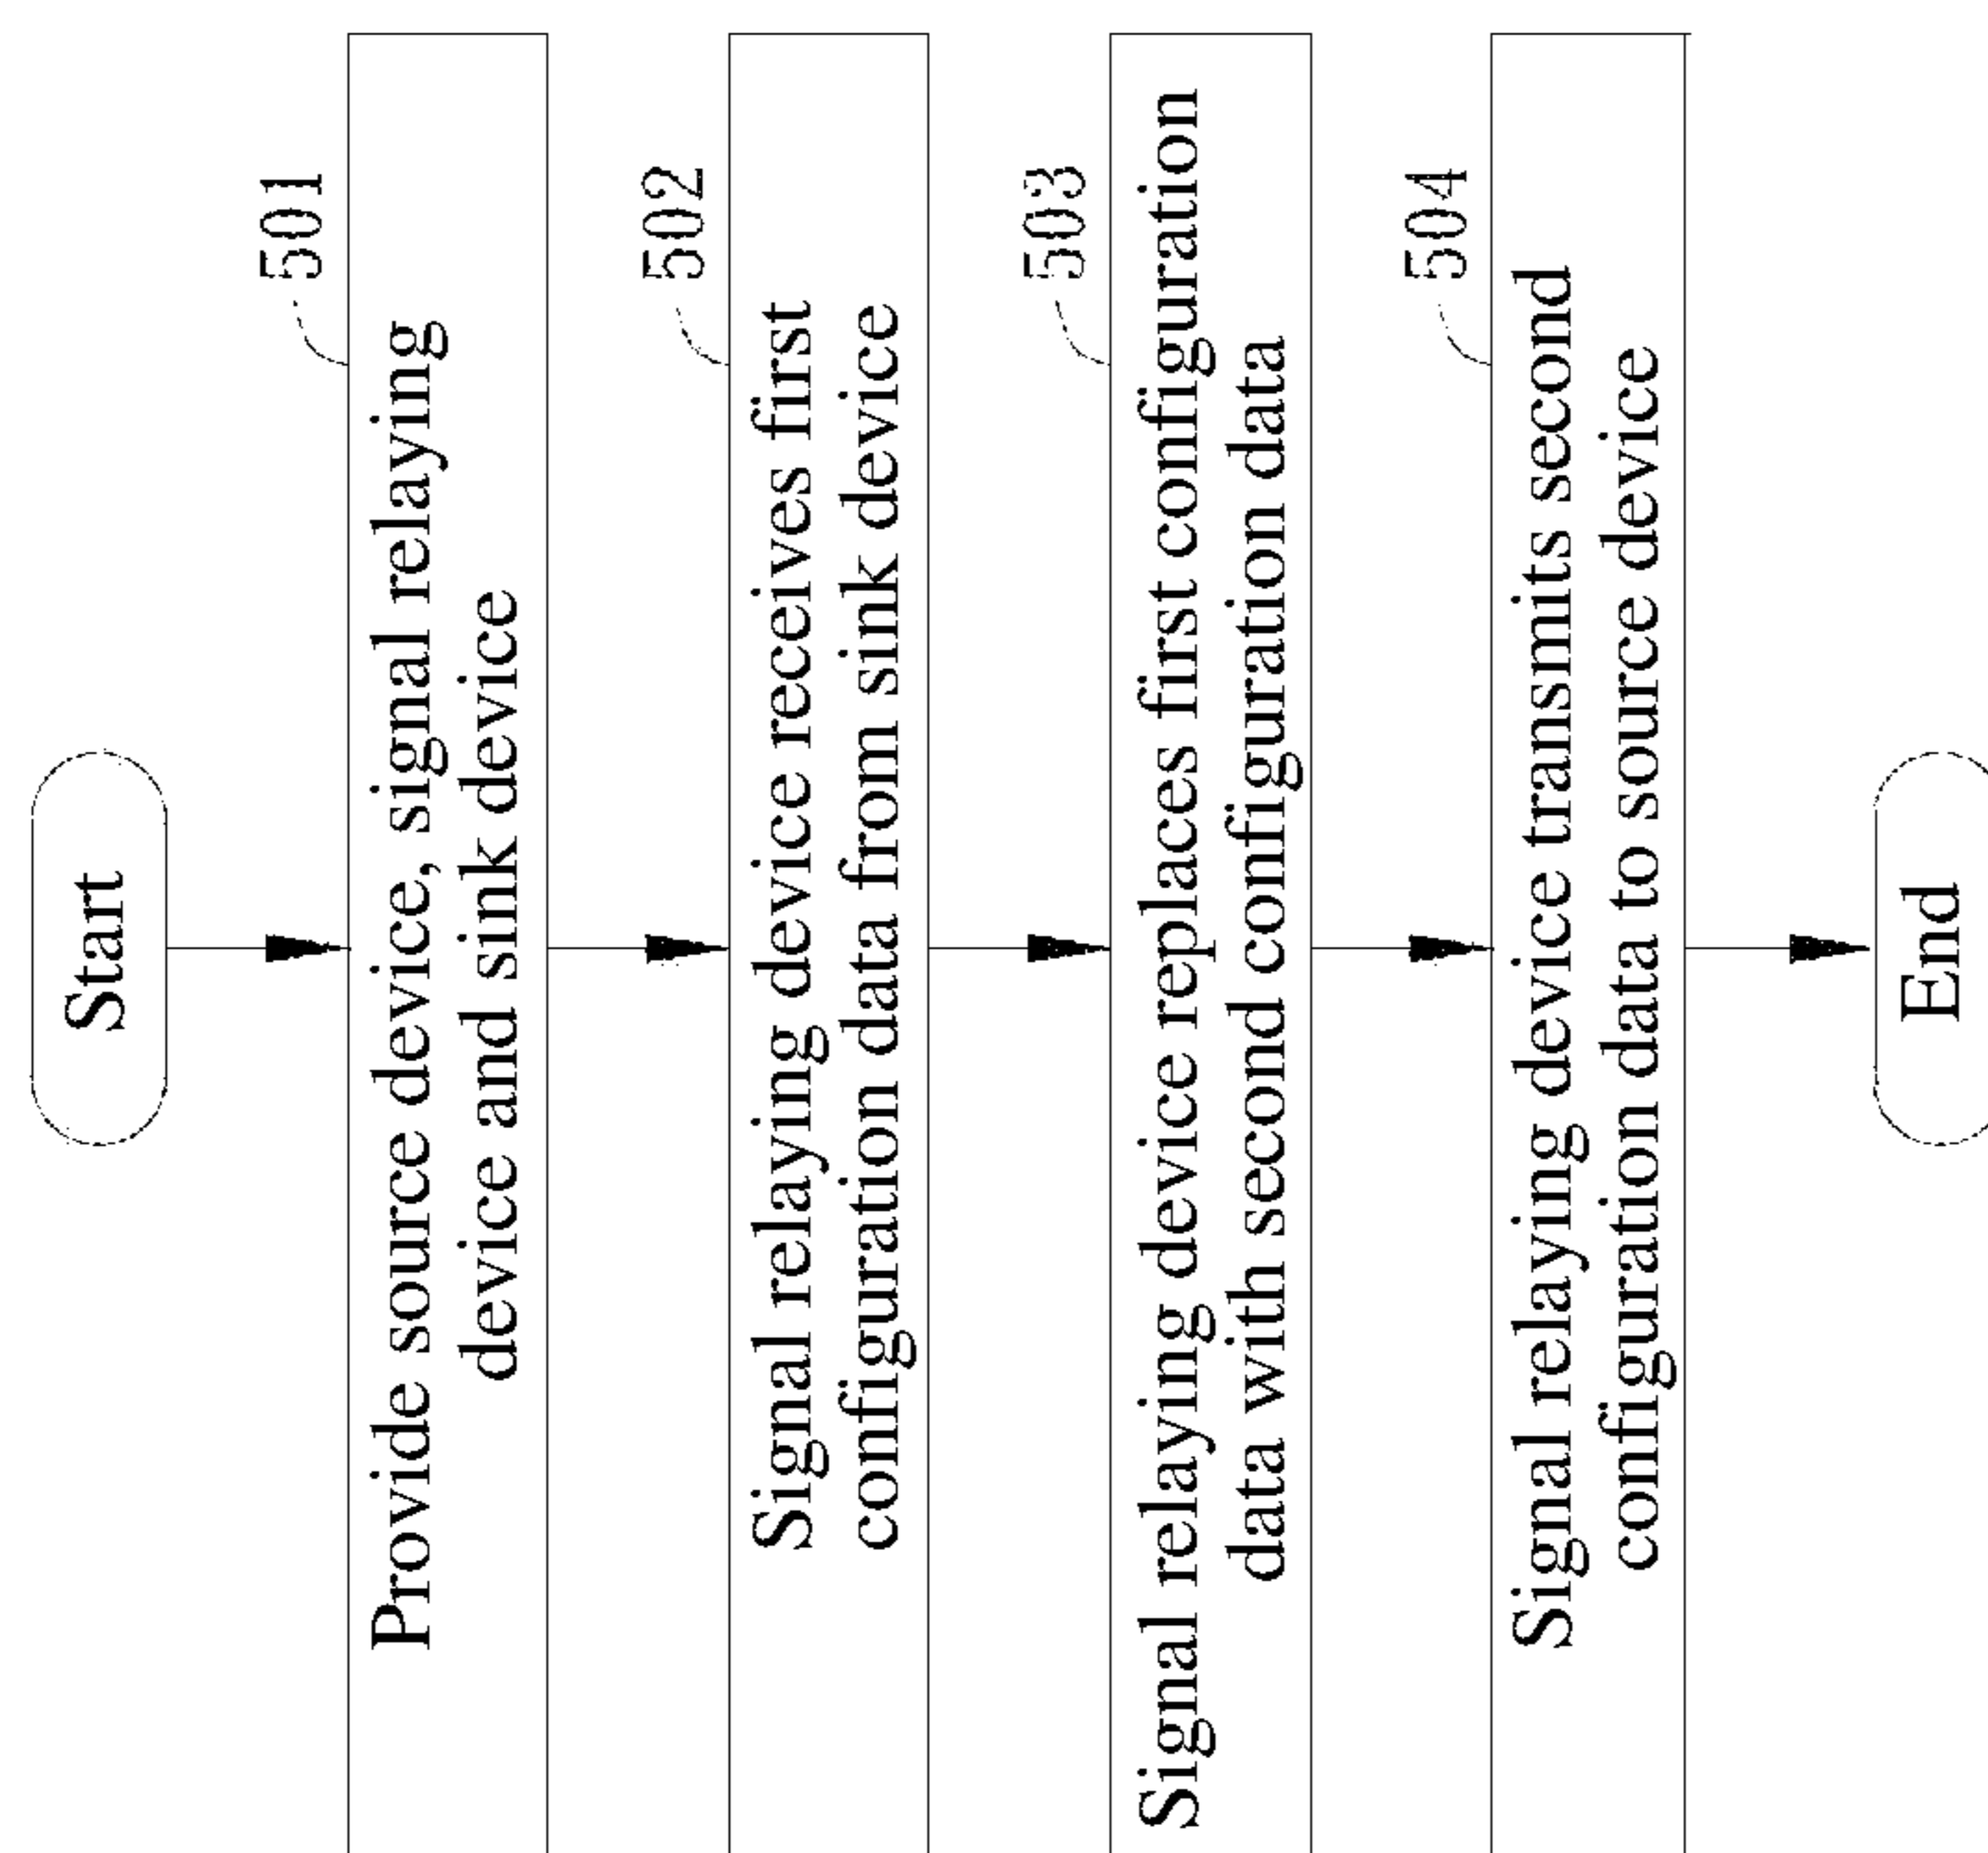 Start
501
Provide source device, signal relaying
device and sink device
502
Signal relaying device receives first
configuration data from sink device
503
Signal relaying device replaces first configuration
data with second configuration data
504
Signal relaying device transmits second
configuration data to source device
End